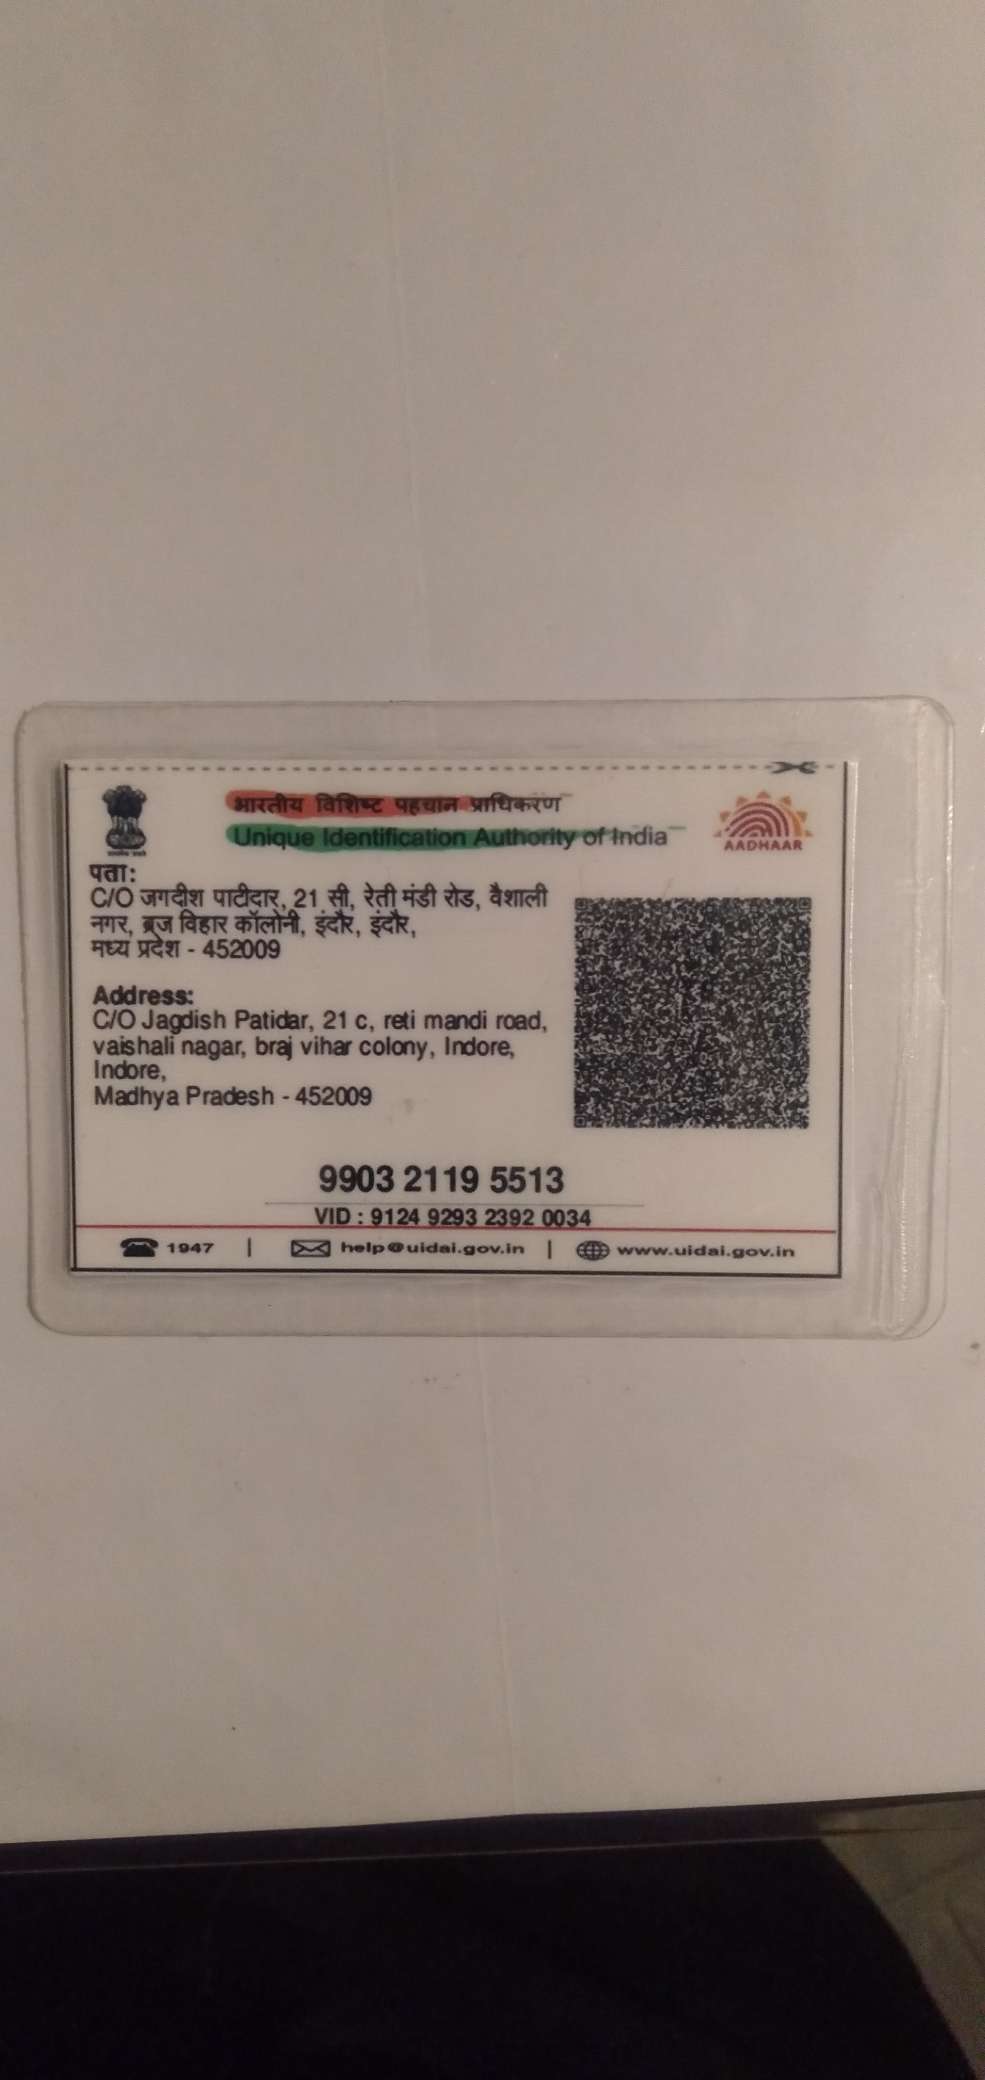 भारतीय विशिष्ट पहचान प्राधिकरण
Unique Identification Authority of India
AADHAAR
पता:
C/O जगदीश पाटीदार, 21 सी, रेती मंडी रोड, वैशाली
नगर, ब्रज विहार कॉलोनी, इंदौर, इंदौर,
मध्य प्रदेश - 452009
Address:
C/O Jagdish Patidar, 21 c, reti mandi road,
vaishali nagar, braj vihar colony, Indore,
Indore,
Madhya Pradesh - 452009
9903 2119 5513
VID : 9124 9293 2392 0034
1947 | help@uidai.gov.in | www.uidai.gov.in